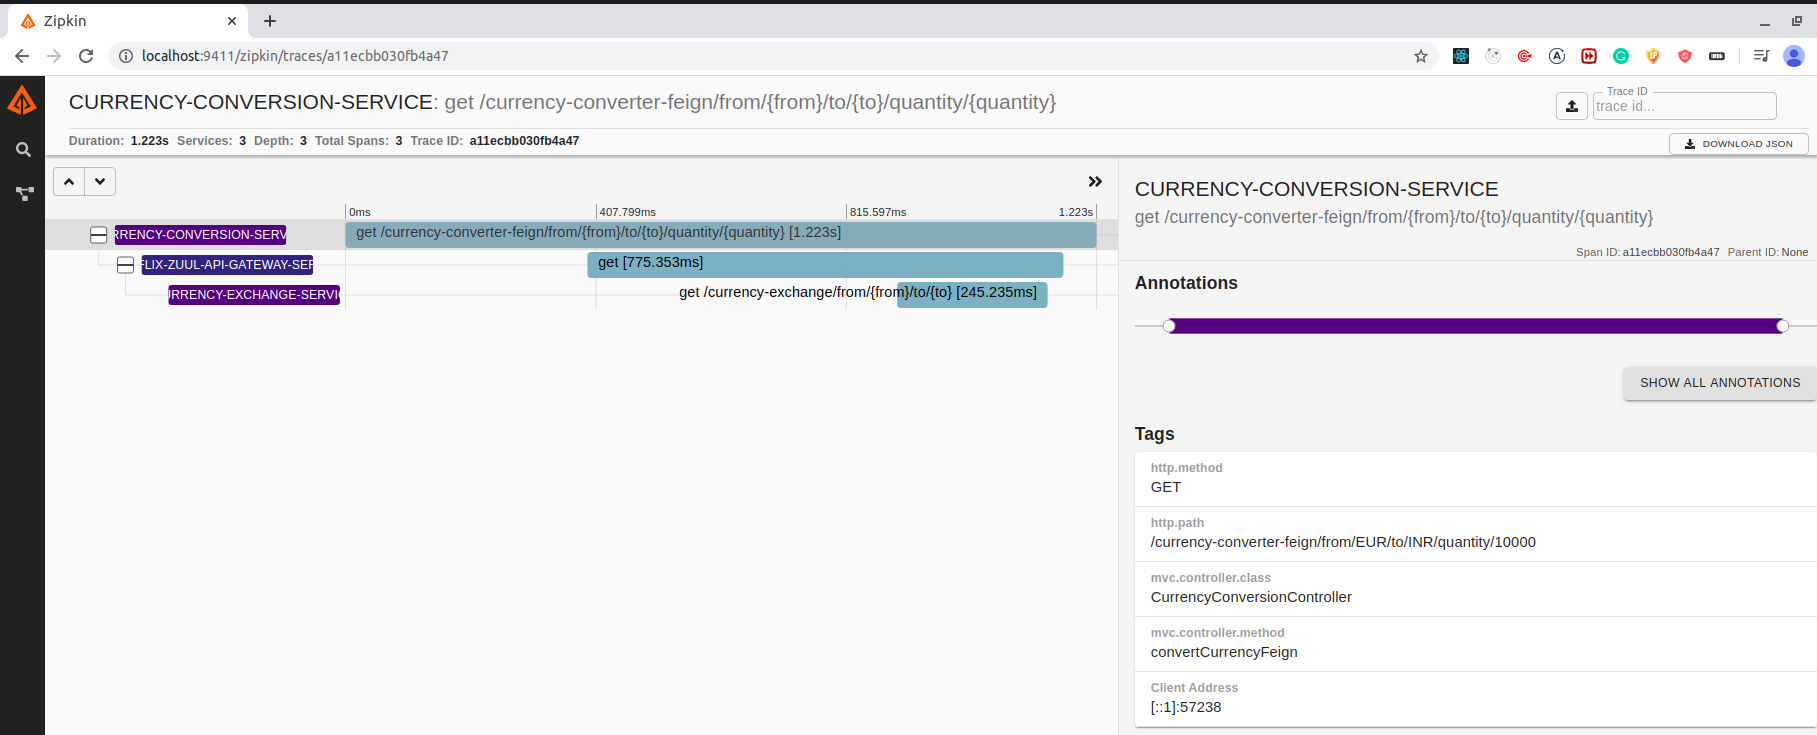 Zipkin
localhost:9411/zipkin/traces/a11ecbb030fb4a47
CURRENCY-CONVERSION-SERVICE: get /currency-converter-feign/from/{from}/to/{to}/quantity/{quantity}
Trace ID
trace id...
Duration: 1.223s Services: 3 Depth: 3 Total Spans: 3 Trace ID: a11ecbb030fb4a47
DOWNLOAD JSON
0ms 407.799ms 815.597ms 1.223s
RRENCY-CONVERSION-SERV get /currency-converter-feign/from/{from}/to/{to}/quantity/{quantity} [1.223s]
FLIX-ZUUL-API-GATEWAY-SER get [775.353ms]
URRENCY-EXCHANGE-SERVIC get /currency-exchange/from/{from}/to/{to} [245.235ms]
CURRENCY-CONVERSION-SERVICE
get /currency-converter-feign/from/{from}/to/{to}/quantity/{quantity}
Span ID: a11ecbb030fb4a47 Parent ID: None
Annotations
SHOW ALL ANNOTATIONS
Tags
http.method
GET
http.path
/currency-converter-feign/from/EUR/to/INR/quantity/10000
mvc.controller.class
CurrencyConversionController
mvc.controller.method
convertCurrencyFeign
Client Address
[::1]:57238